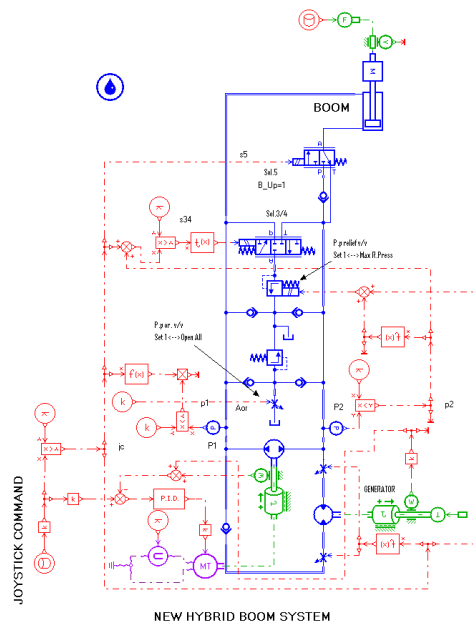 F
V
M
BOOM
s5
A
P T
Sol.5
B_Up=1
K
s34
Sol.3/4
X>Y
f(x)
P T
A
P.p relief v/v
Set 1<-->Max R.Press
P.p ar. v/v
Set 1<-->Open All
f(x)
f(x)
K
k
p1
Aor
X<Y
p2
k
P
P1
P2
P
K
X>Y
jc
k
GENERATOR
k
P.I.D.
W
W
T
K
k
k
U
MT
f(x)
JOYSTICK COMMAND
NEW HYBRID BOOM SYSTEM